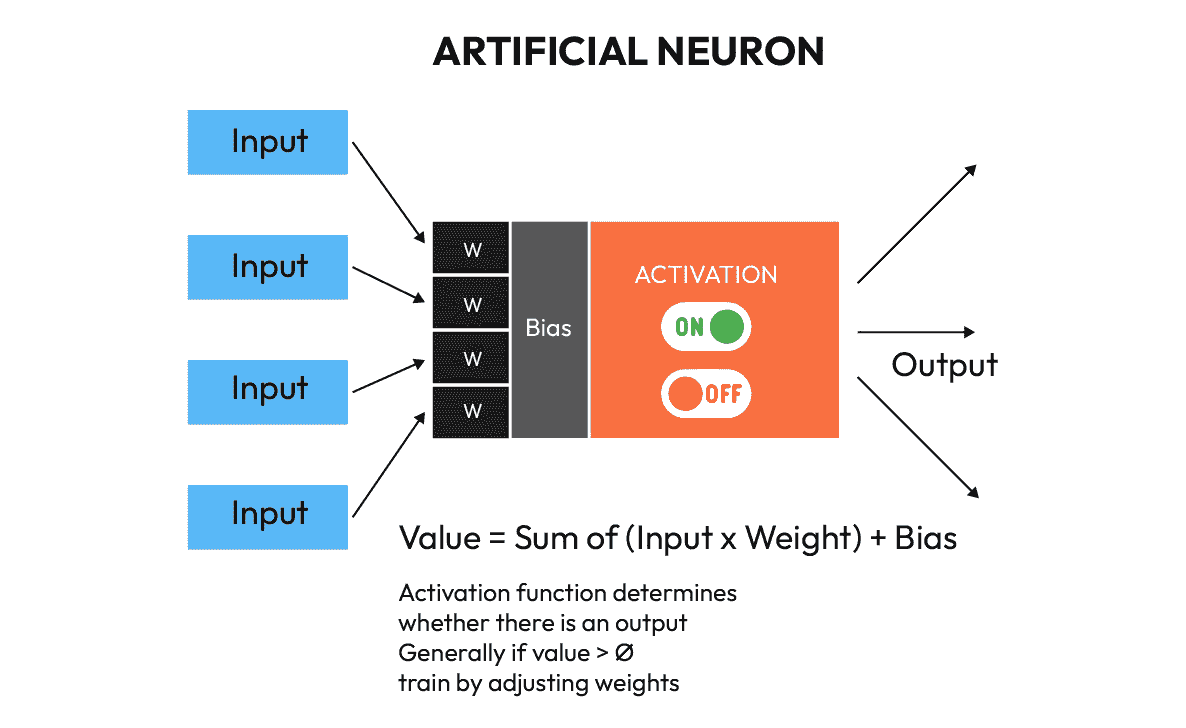 ARTIFICIAL NEURON
Input
Input
Input
Input
W
W
W
W
Bias
ACTIVATION
ON
OFF
Output
Value = Sum of (Input x Weight) + Bias
Activation function determines
whether there is an output
Generally if value > Ø
train by adjusting weights